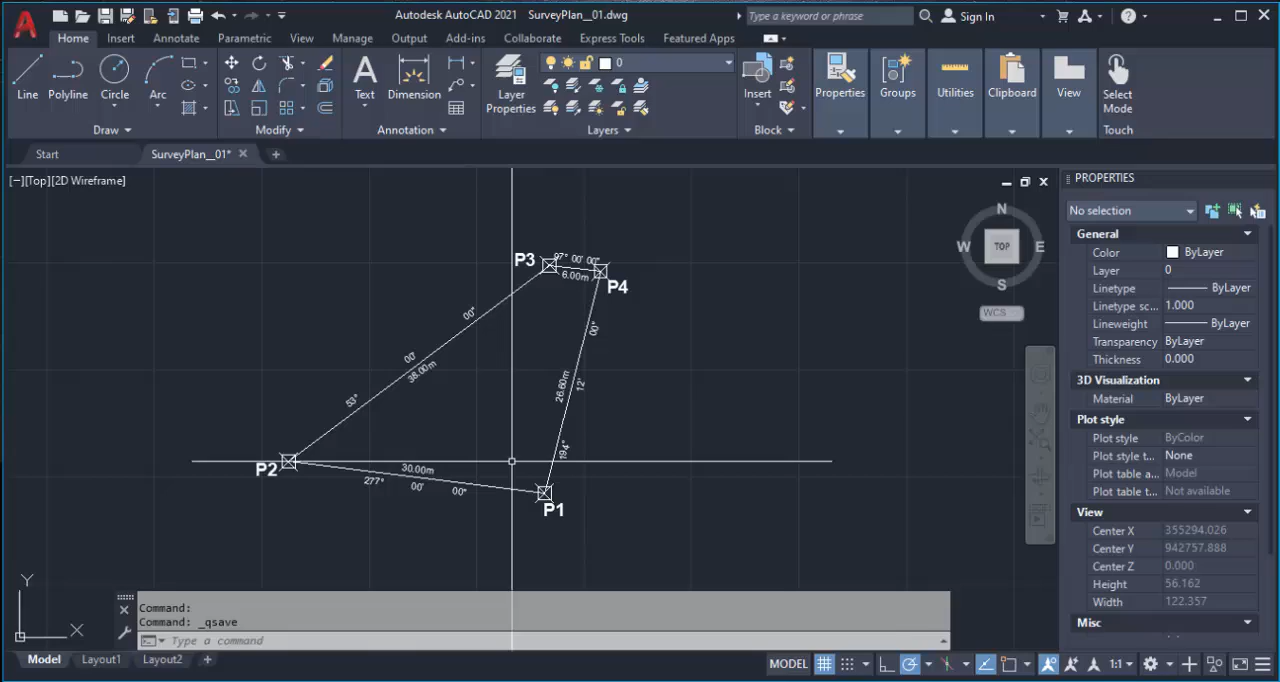 Autodesk AutoCAD 2021 SurveyPlan__01.dwg
Type a keyword or phrase
Sign In
Home Insert Annotate Parametric View Manage Output Add-ins Collaborate Express Tools Featured Apps
Line Polyline Circle Arc
Text Dimension
Layer Properties
0
Insert
Properties Groups Utilities Clipboard View
Select Mode
Draw Modify Annotation Layers Block Touch
Start SurveyPlan__01*
[−][Top][2D Wireframe]
N
W TOP E
S
WCS
P3
97° 00' 00"
6.00m
P4
00"
00'
38.00m
53°
00"
26.60m
12'
194°
P2
30.00m
277° 00' 00"
P1
Y
X
PROPERTIES
No selection
General
Color ByLayer
Layer 0
Linetype ByLayer
Linetype sc... 1.000
Lineweight ByLayer
Transparency ByLayer
Thickness 0.000
3D Visualization
Material ByLayer
Plot style
Plot style ByColor
Plot style t... None
Plot table a... Model
Plot table t... Not available
View
Center X 355294.026
Center Y 942757.888
Center Z 0.000
Height 56.162
Width 122.357
Misc
Command:
Command: _qsave
Type a command
Model Layout1 Layout2
MODEL 1:1